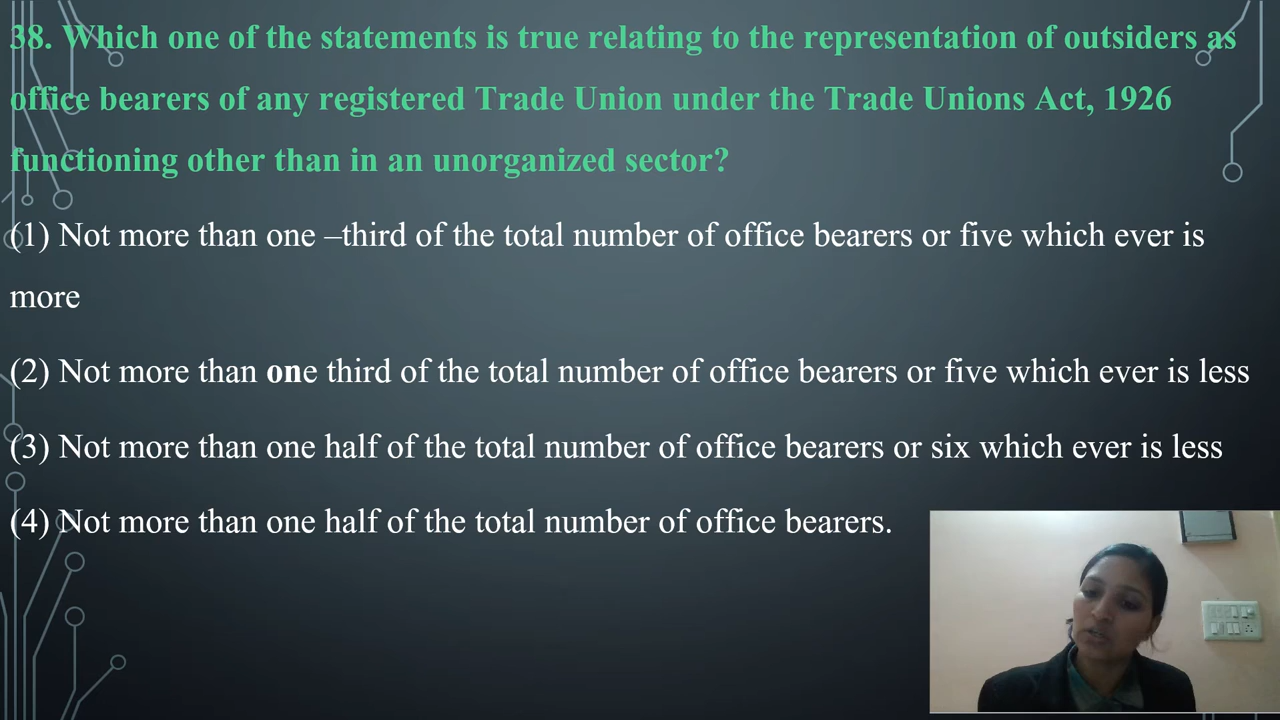 38. Which one of the statements is true relating to the representation of outsiders as
office bearers of any registered Trade Union under the Trade Unions Act, 1926
functioning other than in an unorganized sector?
(1) Not more than one –third of the total number of office bearers or five which ever is
more
(2) Not more than one third of the total number of office bearers or five which ever is less
(3) Not more than one half of the total number of office bearers or six which ever is less
(4) Not more than one half of the total number of office bearers.